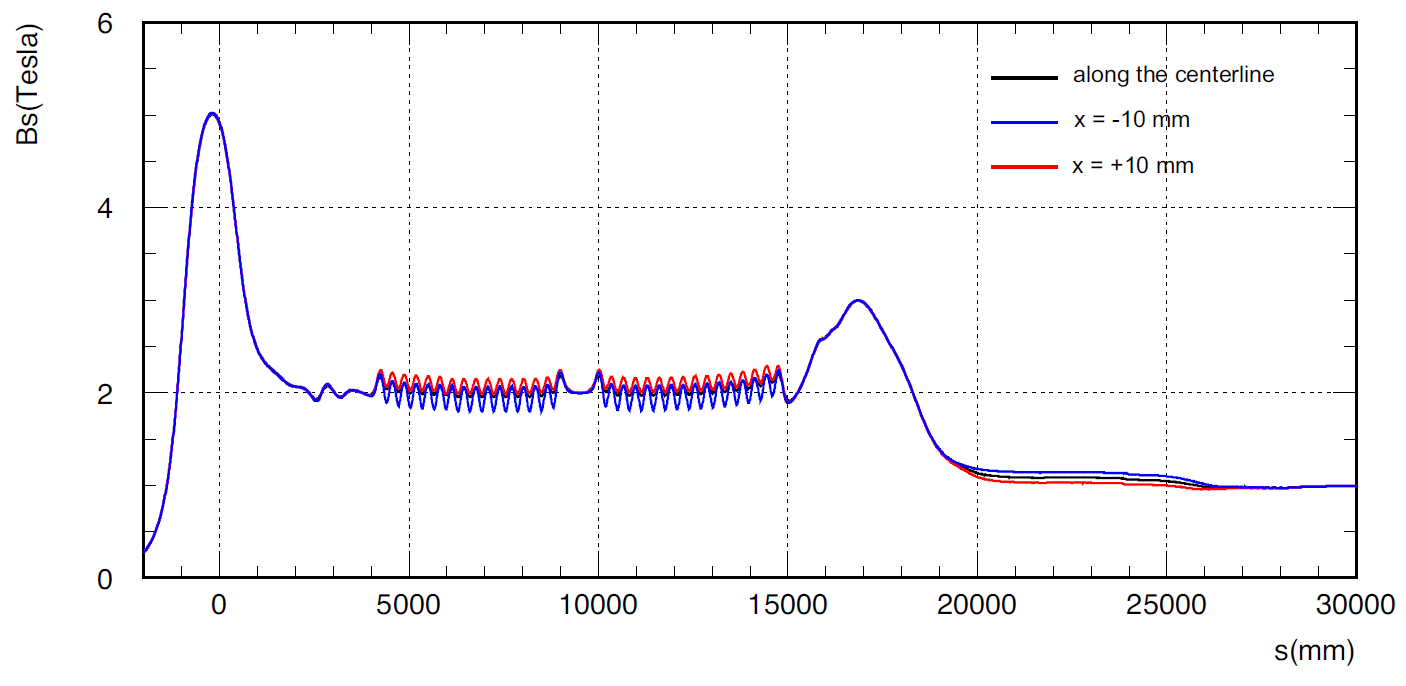 Bs(Tesla)
6
4
2
0
along the centerline
x = -10 mm
x = +10 mm
0 5000 10000 15000 20000 25000 30000
s(mm)